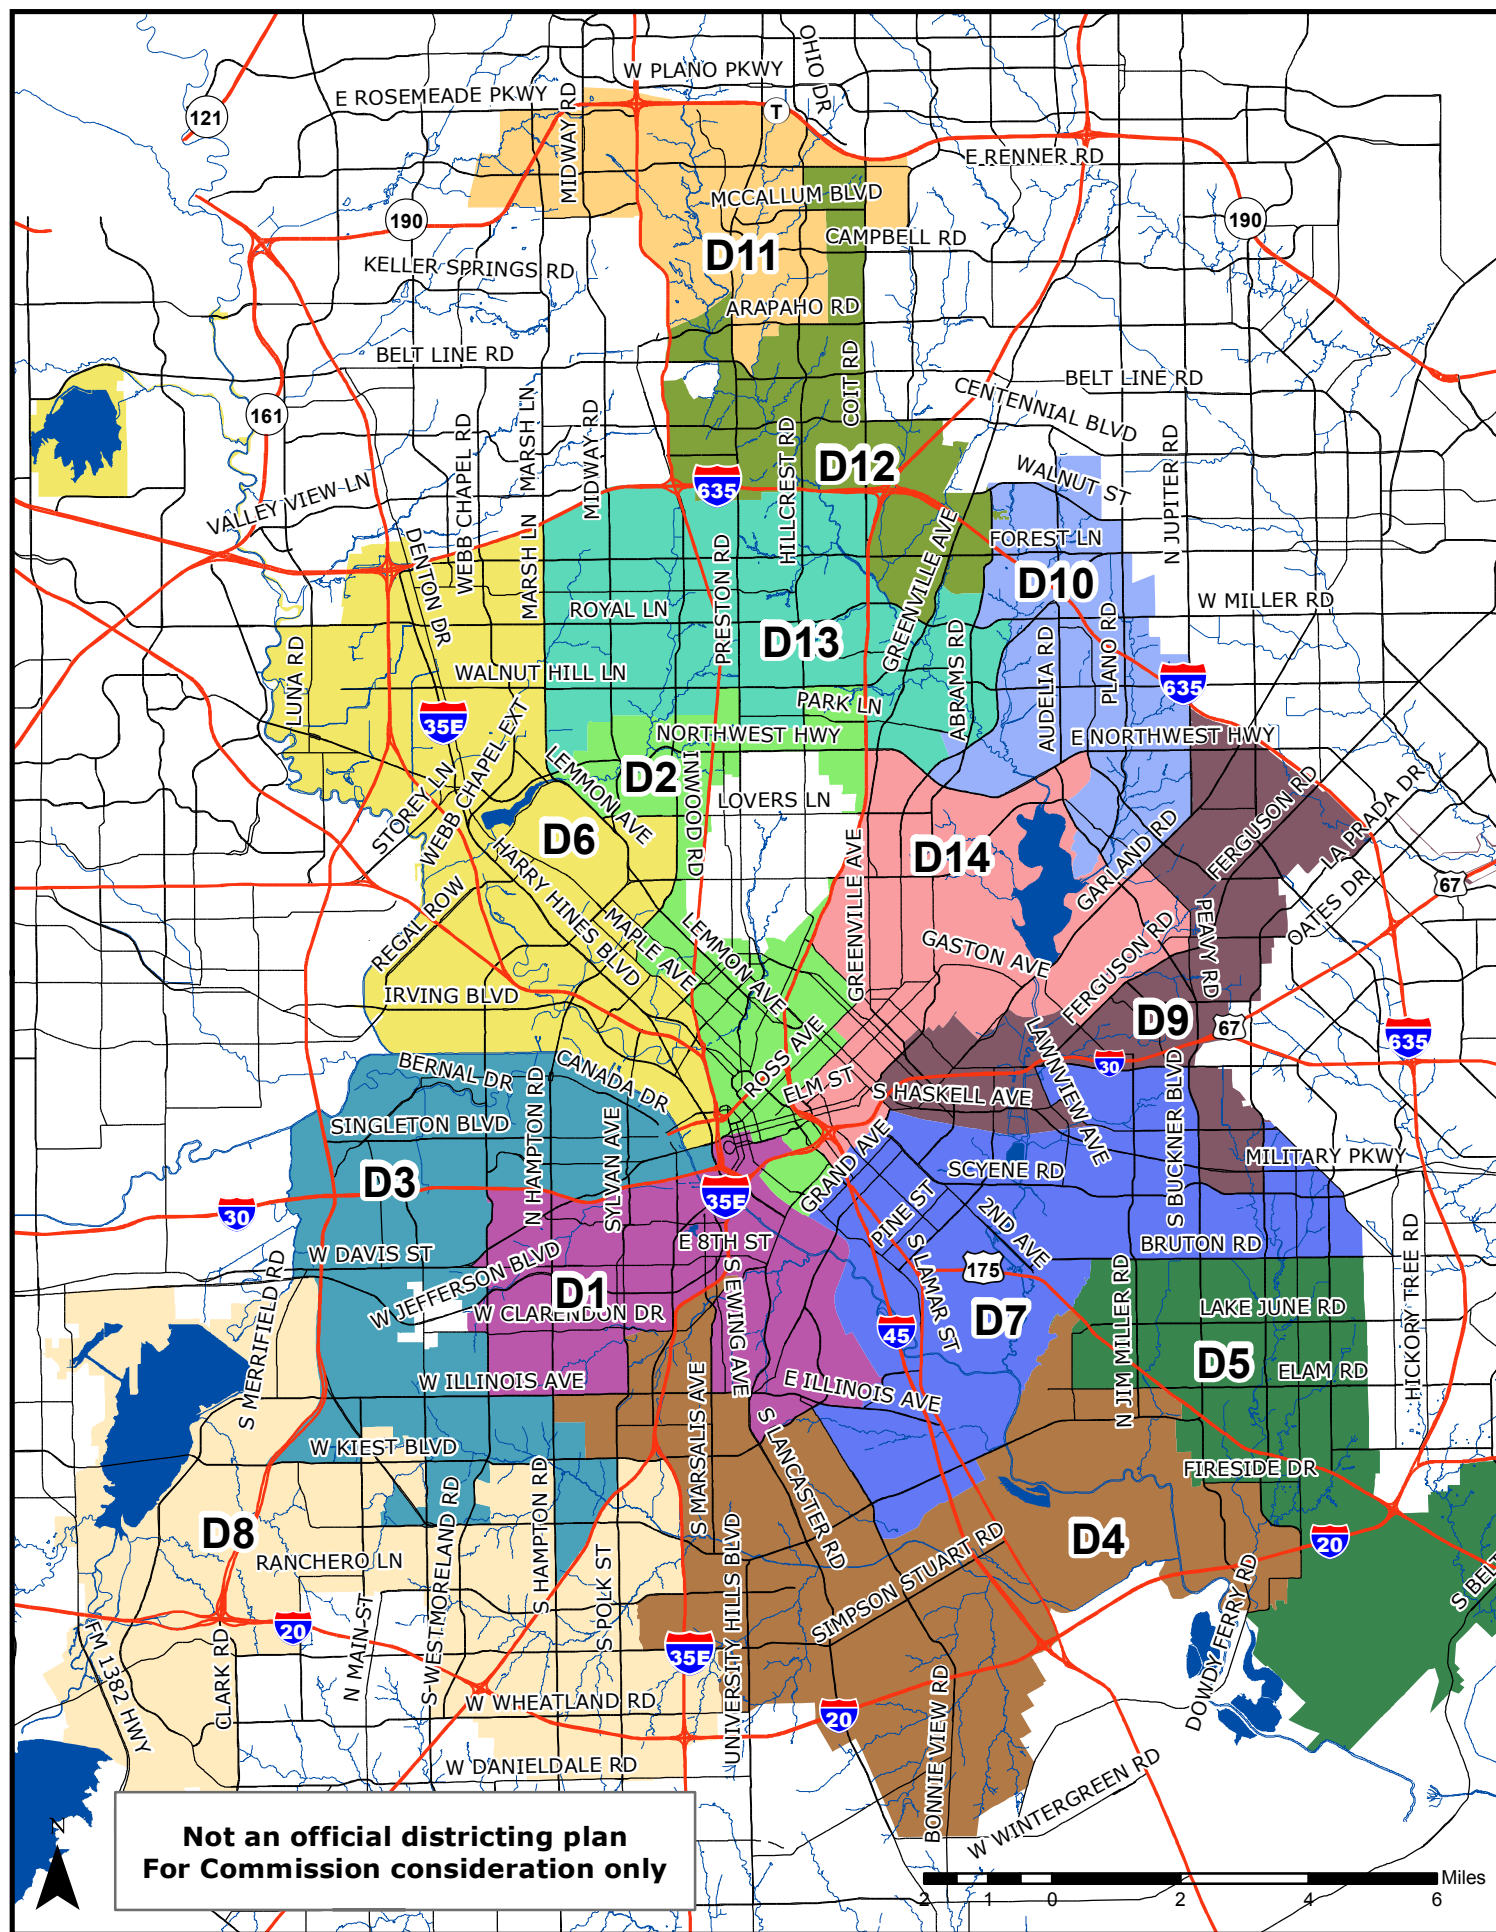 W PLANO PKWY
OHIO DR
E ROSEMEADE PKWY
MIDWAY RD
121
T
E RENNER RD
MCCALLUM BLVD
190
190
CAMPBELL RD
D11
KELLER SPRINGS RD
ARAPAHO RD
BELT LINE RD
COIT RD
BELT LINE RD
CENTENNIAL BLVD
161
WEBB CHAPEL RD
MARSH LN
MIDWAY RD
HILLCREST RD
D12
N JUPITER RD
WALNUT ST
VALLEY VIEW LN
635
MARSH LN
DENTON DR
PRESTON RD
GREENVILLE AVE
FOREST LN
D10
ROYAL LN
D13
W MILLER RD
LUNA RD
WALNUT HILL LN
ABRAMS RD
AUDELIA RD
PLANO RD
635
35E
PARK LN
NORTHWEST HWY
E NORTHWEST HWY
STOREY LN
WEBB CHAPEL EXT
LEMMON AVE
D2
INWOOD RD
LOVERS LN
D6
FERGUSON RD
LA PRADA DR
HARRY HINES BLVD
GREENVILLE AVE
D14
GARLAND RD
67
REGAL ROW
MAPLE AVE
LEMMON AVE
PEAVY RD
OATES DR
GASTON AVE
FERGUSON RD
IRVING BLVD
D9
67
635
BERNAL DR
CANADA DR
ROSS AVE
ELM ST
LAWNVIEW AVE
30
S HASKELL AVE
N HAMPTON RD
SINGLETON BLVD
SYLVAN AVE
S BUCKNER BLVD
MILITARY PKWY
D3
GRAND AVE
SCYENE RD
35E
30
PINE ST
2ND AVE
HICKORY TREE RD
W DAVIS ST
E 8TH ST
BRUTON RD
S MERRIFIELD RD
W JEFFERSON BLVD
D1
S EWING AVE
S LAMAR ST
175
N JIM MILLER RD
W CLARENDON DR
D7
LAKE JUNE RD
45
D5
W ILLINOIS AVE
S MARSALIS AVE
E ILLINOIS AVE
ELAM RD
W KIEST BLVD
S LANCASTER RD
FIRESIDE DR
S WESTMORELAND RD
S HAMPTON RD
D8
D4
20
RANCHERO LN
S POLK ST
UNIVERSITY HILLS BLVD
SIMPSON STUART RD
DOWDY FERRY RD
S BELT
FM 1382 HWY
CLARK RD
20
N MAIN ST
35E
W WHEATLAND RD
20
BONNIE VIEW RD
W DANIELDALE RD
W WINTERGREEN RD
N
Not an official districting plan
For Commission consideration only
Miles
2 1 0 2 4 6